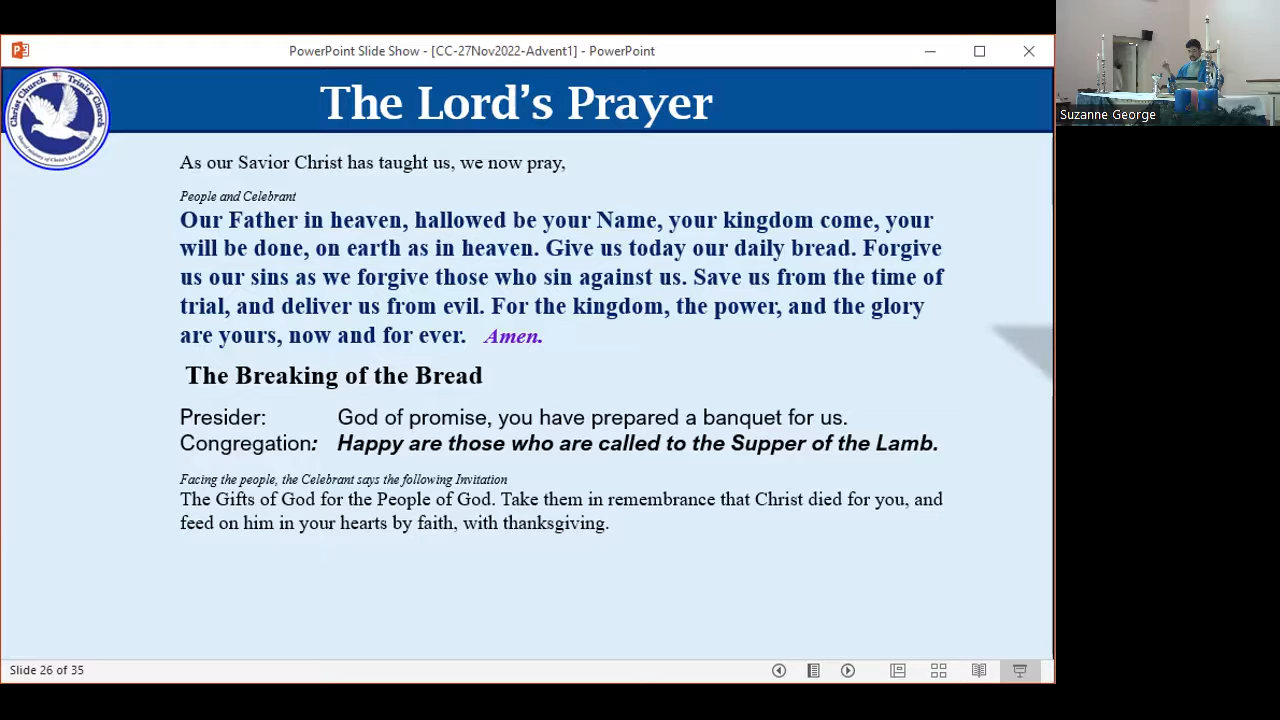 PowerPoint Slide Show - [CC-27Nov2022-Advent1] - PowerPoint
Christ Church Trinity Church
The Lord's Prayer
Suzanne George
As our Savior Christ has taught us, we now pray,
People and Celebrant
Our Father in heaven, hallowed be your Name, your kingdom come, your
will be done, on earth as in heaven. Give us today our daily bread. Forgive
us our sins as we forgive those who sin against us. Save us from the time of
trial, and deliver us from evil. For the kingdom, the power, and the glory
are yours, now and for ever. Amen.
The Breaking of the Bread
Presider: God of promise, you have prepared a banquet for us.
Congregation: Happy are those who are called to the Supper of the Lamb.
Facing the people, the Celebrant says the following Invitation
The Gifts of God for the People of God. Take them in remembrance that Christ died for you, and
feed on him in your hearts by faith, with thanksgiving.
Slide 26 of 35